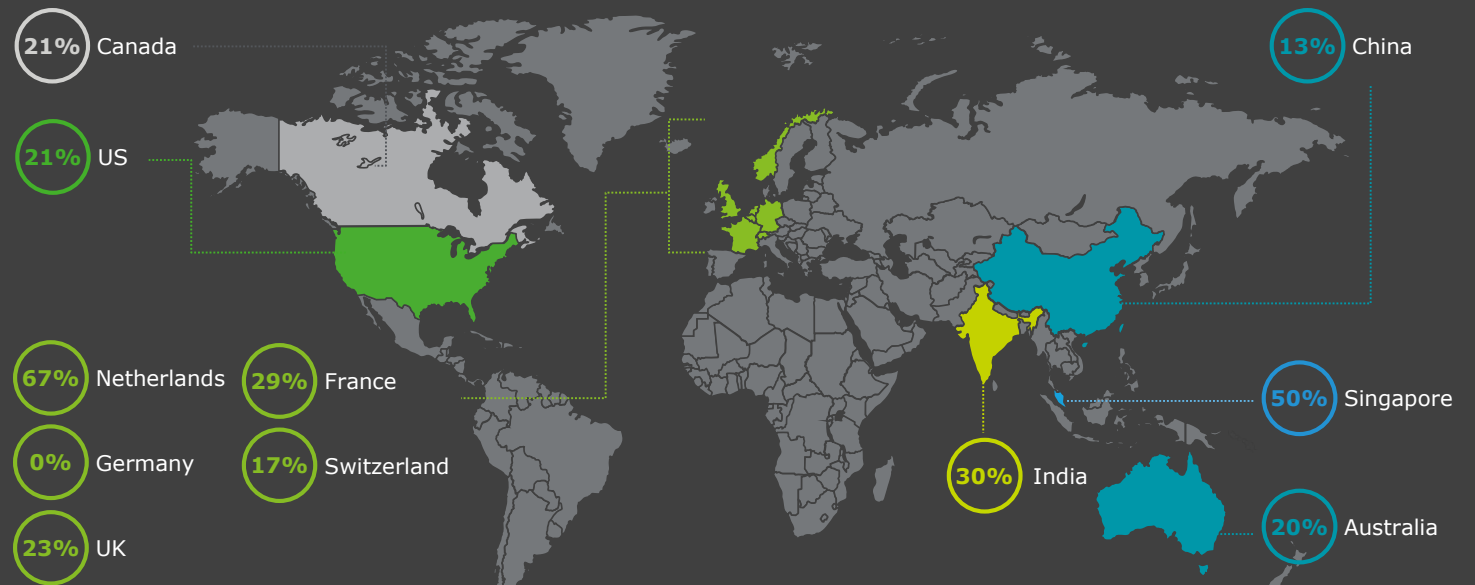 21% Canada
21% US
67% Netherlands
29% France
0% Germany
17% Switzerland
23% UK
13% China
50% Singapore
30% India
20% Australia